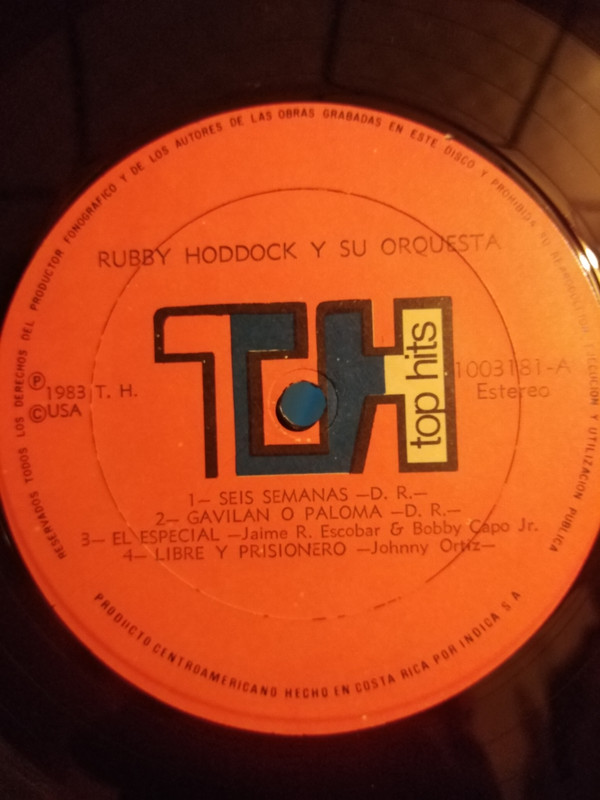 RESERVADOS TODOS LOS DERECHOS DEL PRODUCTOR FONOGRAFICO Y DE LOS AUTORES DE LAS OBRAS GRABADAS EN ESTE DISCO Y PROHIBIDA SU REPRODUCCION EJECUCION Y UTILIZACION PUBLICA
RUBBY HODDOCK Y SU ORQUESTA
TH
top hits
Ⓟ1983 T. H.
©USA
1003181-A
Estereo
1— SEIS SEMANAS —D. R.—
2— GAVILAN O PALOMA —D. R.—
3— EL ESPECIAL —Jaime R. Escobar & Bobby Capo Jr.
4— LIBRE Y PRISIONERO —Johnny Ortiz—
PRODUCTO CENTROAMERICANO HECHO EN COSTA RICA POR INDICA S A